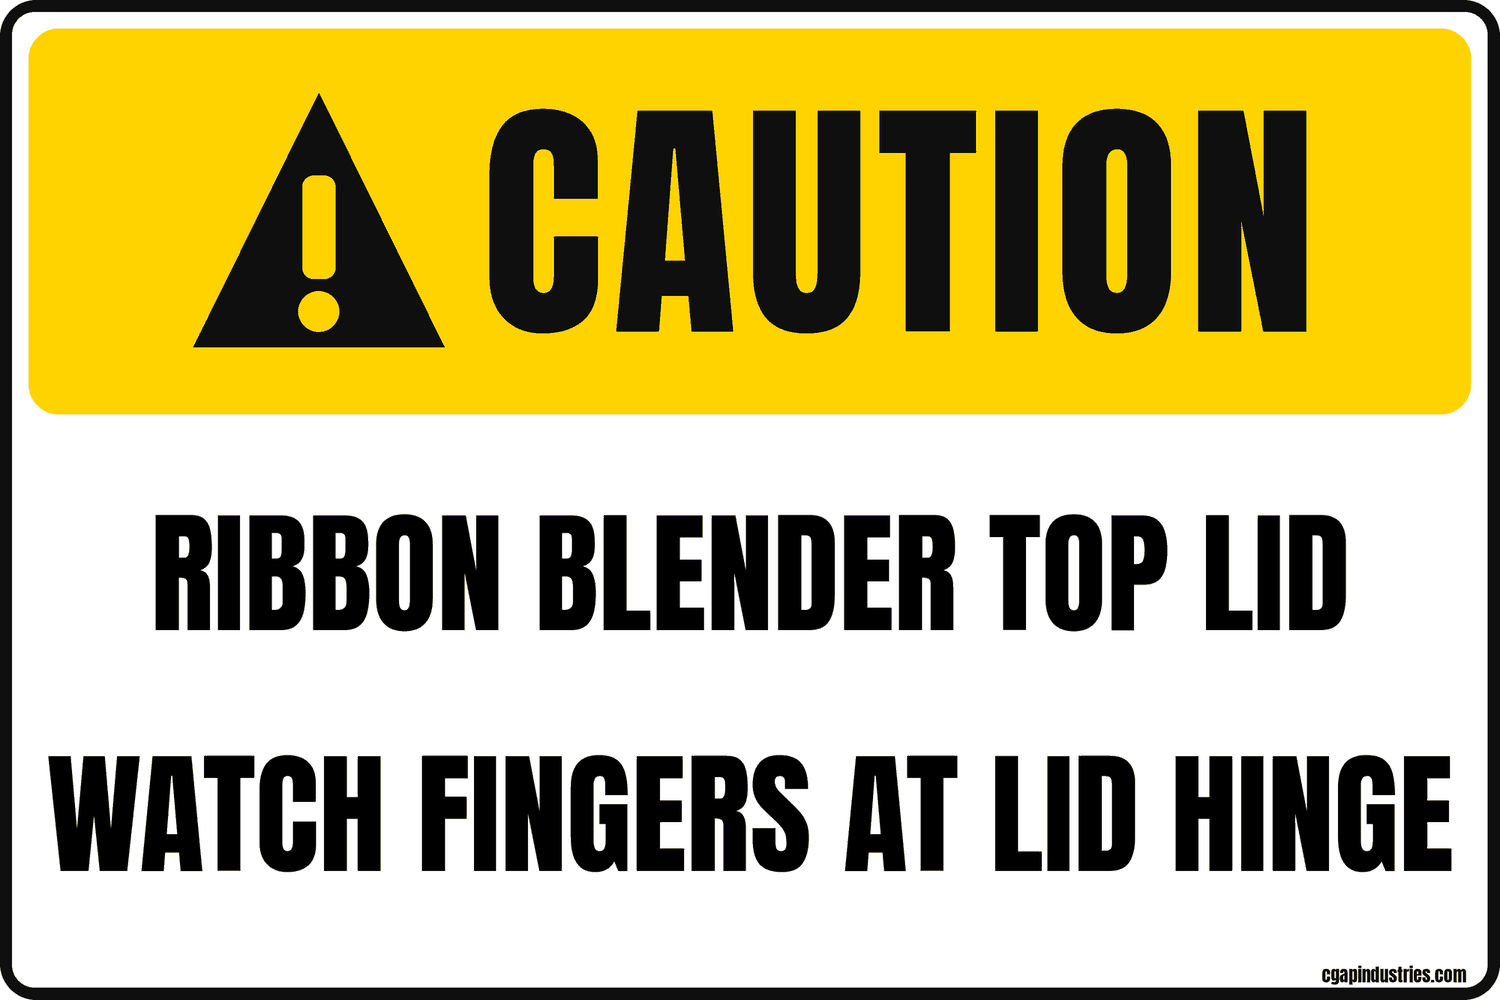 CAUTION
RIBBON BLENDER TOP LID
WATCH FINGERS AT LID HINGE
cgapindustries.com